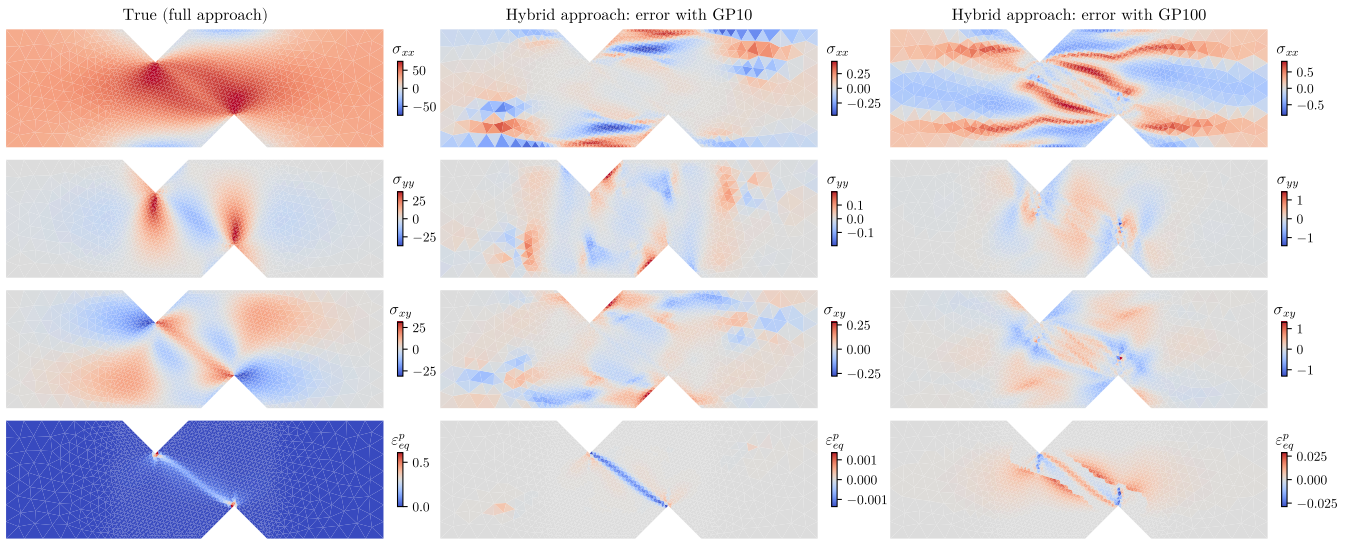 True (full approach)
Hybrid approach: error with GP10
Hybrid approach: error with GP100
σxx
50
0
−50
σxx
0.25
0.00
−0.25
σxx
0.5
0.0
−0.5
σyy
25
0
−25
σyy
0.1
0.0
−0.1
σyy
1
0
−1
σxy
25
0
−25
σxy
0.25
0.00
−0.25
σxy
1
0
−1
ε^p_eq
0.5
0.0
ε^p_eq
0.001
0.000
−0.001
ε^p_eq
0.025
0.000
−0.025